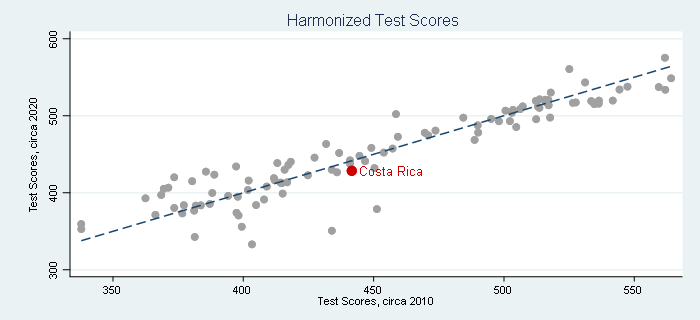 Harmonized Test Scores
Test Scores, circa 2020
600
500
400
300
Costa Rica
350
400
450
500
550
Test Scores, circa 2010